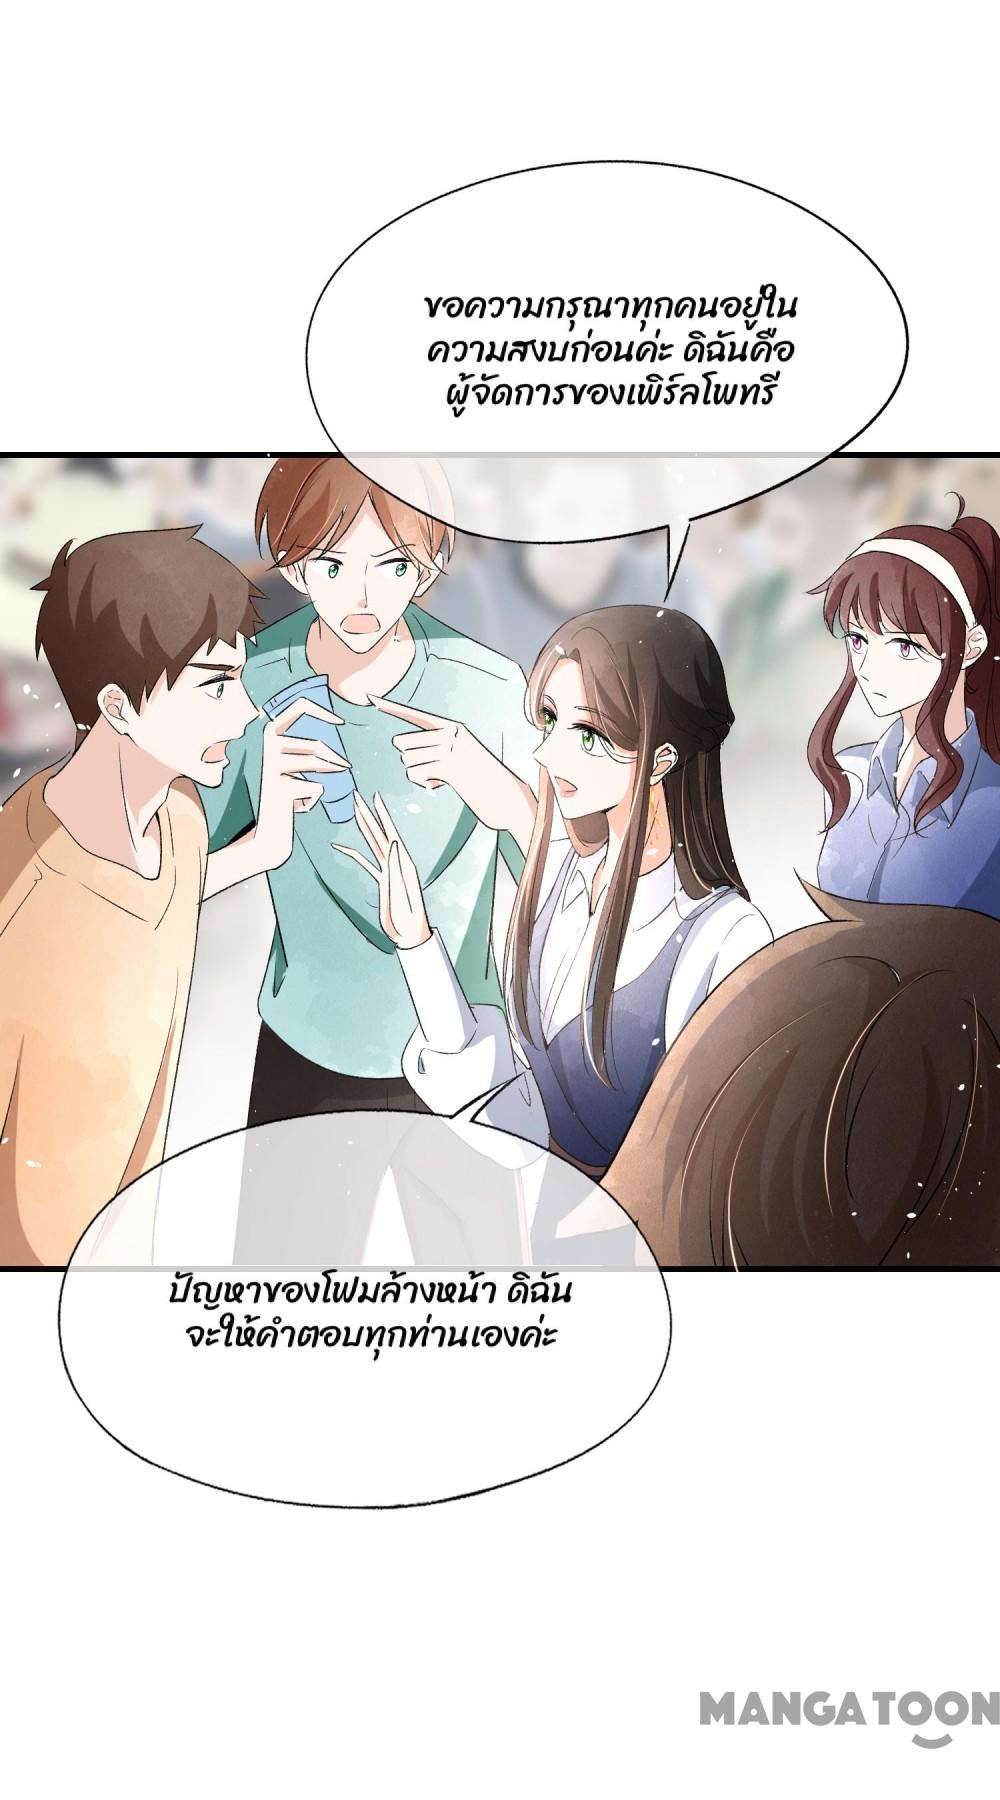 ขอความกรุณาทุกคนอยู่ใน
ความสงบก่อนค่ะ ดิฉันคือ
ผู้จัดการของเพิร์ลโพทรี
ปัญหาของโฟมล้างหน้า ดิฉัน
จะให้คำตอบทุกท่านเองค่ะ
MANGATOON